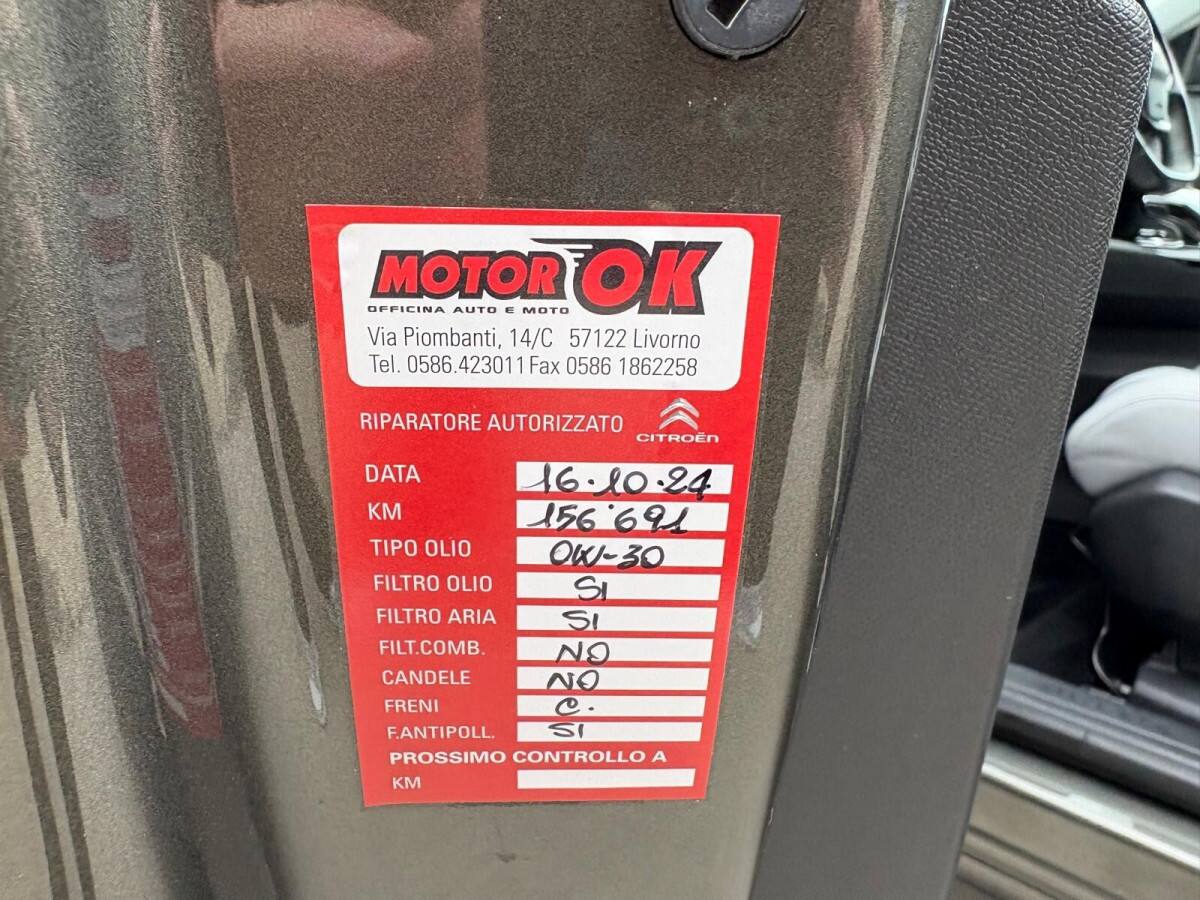 MOTOR OK
OFFICINA AUTO E MOTO
Via Piombanti, 14/C 57122 Livorno
Tel. 0586.423011 Fax 0586 1862258
RIPARATORE AUTORIZZATO CITROËN
DATA 16.10.24
KM 156'691
TIPO OLIO 0W-30
FILTRO OLIO SI
FILTRO ARIA SI
FILT.COMB. NO
CANDELE NO
FRENI C.
F.ANTIPOLL. SI
PROSSIMO CONTROLLO A
KM